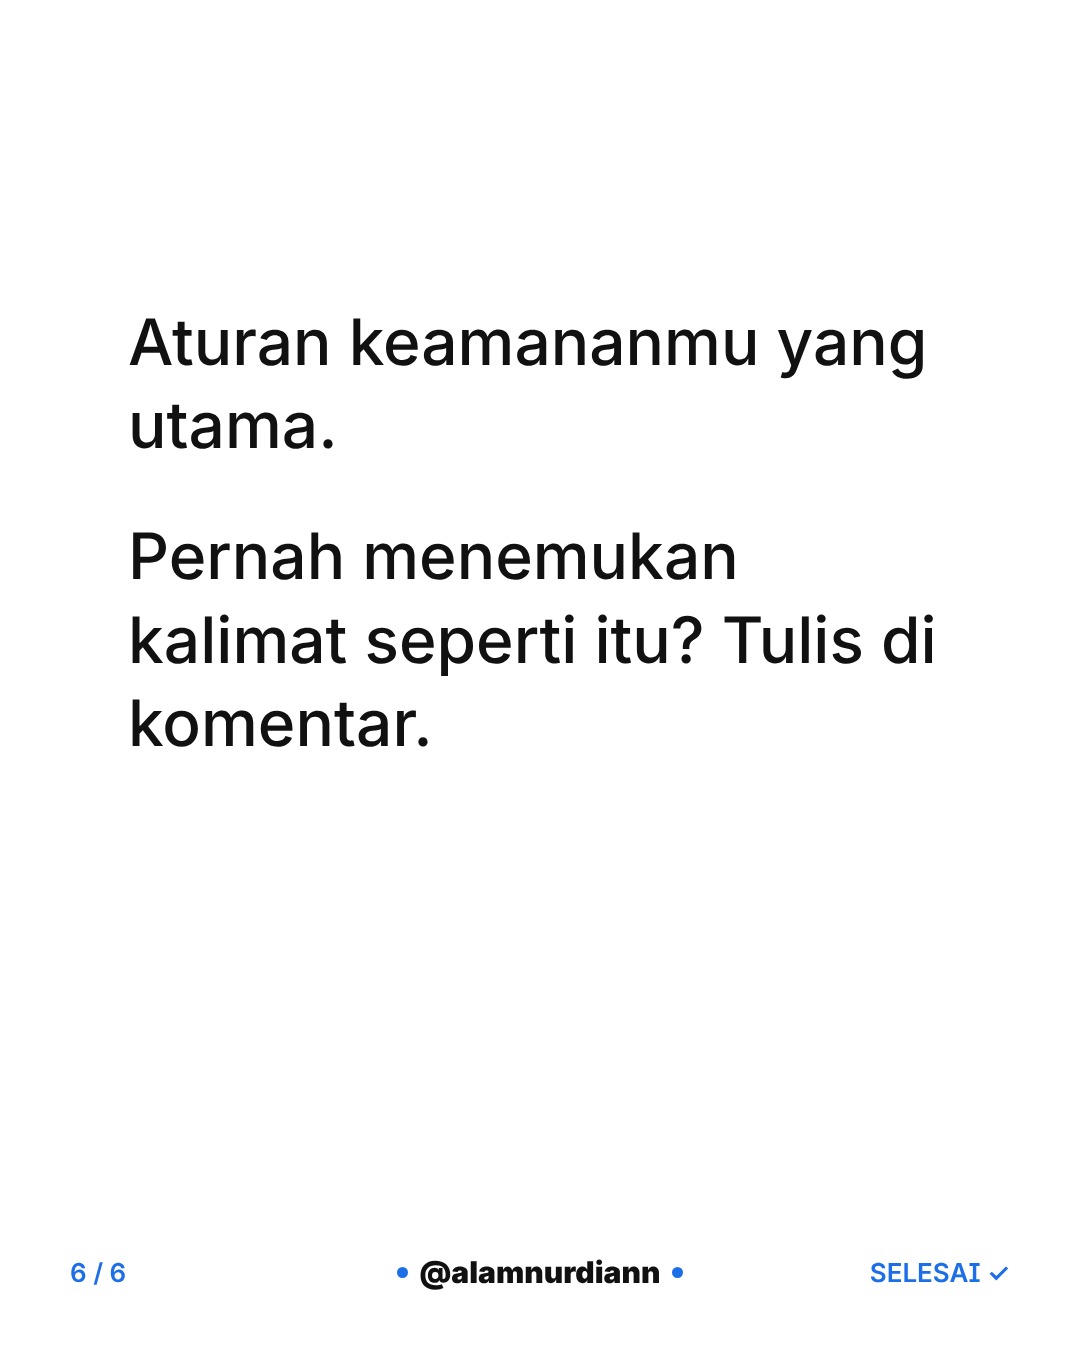 Aturan keamananmu yang
utama.
Pernah menemukan
kalimat seperti itu? Tulis di
komentar.
6 / 6
• @alamnurdiann •
SELESAI ✓